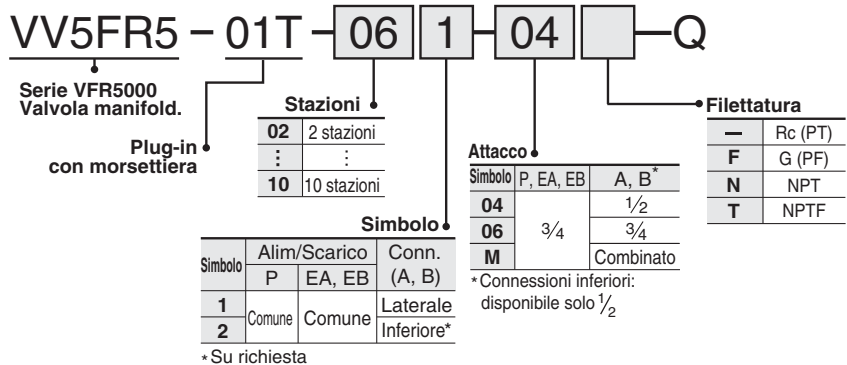 VV5FR5 – 01T – 06 1 – 04 – Q
Serie VFR5000
Valvola manifold.
Plug-in
con morsettiera
Stazioni
02 2 stazioni
⋮ ⋮
10 10 stazioni
Simbolo
Simbolo Alim/Scarico Conn.
P EA, EB (A, B)
1 Comune Comune Laterale
2 Inferiore*
*Su richiesta
Attacco
Simbolo P, EA, EB A, B*
04 3/4 1/2
06 3/4
M Combinato
*Connessioni inferiori:
disponibile solo 1/2
Filettatura
— Rc (PT)
F G (PF)
N NPT
T NPTF